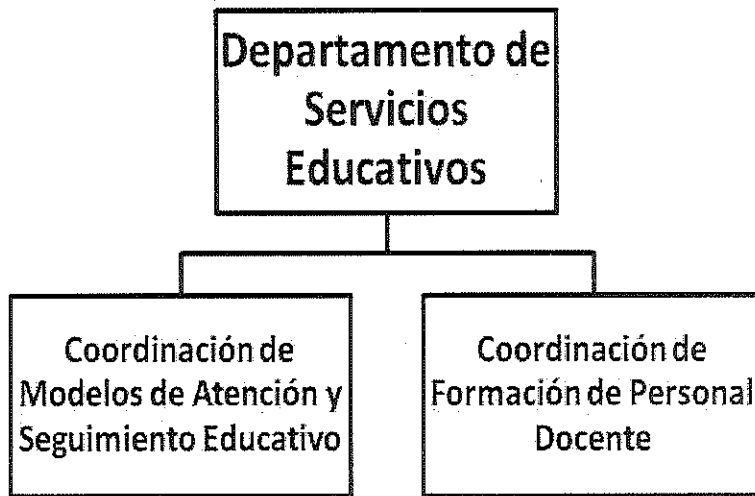 Departamento de
Servicios
Educativos
Coordinación de
Modelos de Atención y
Seguimiento Educativo
Coordinación de
Formación de Personal
Docente